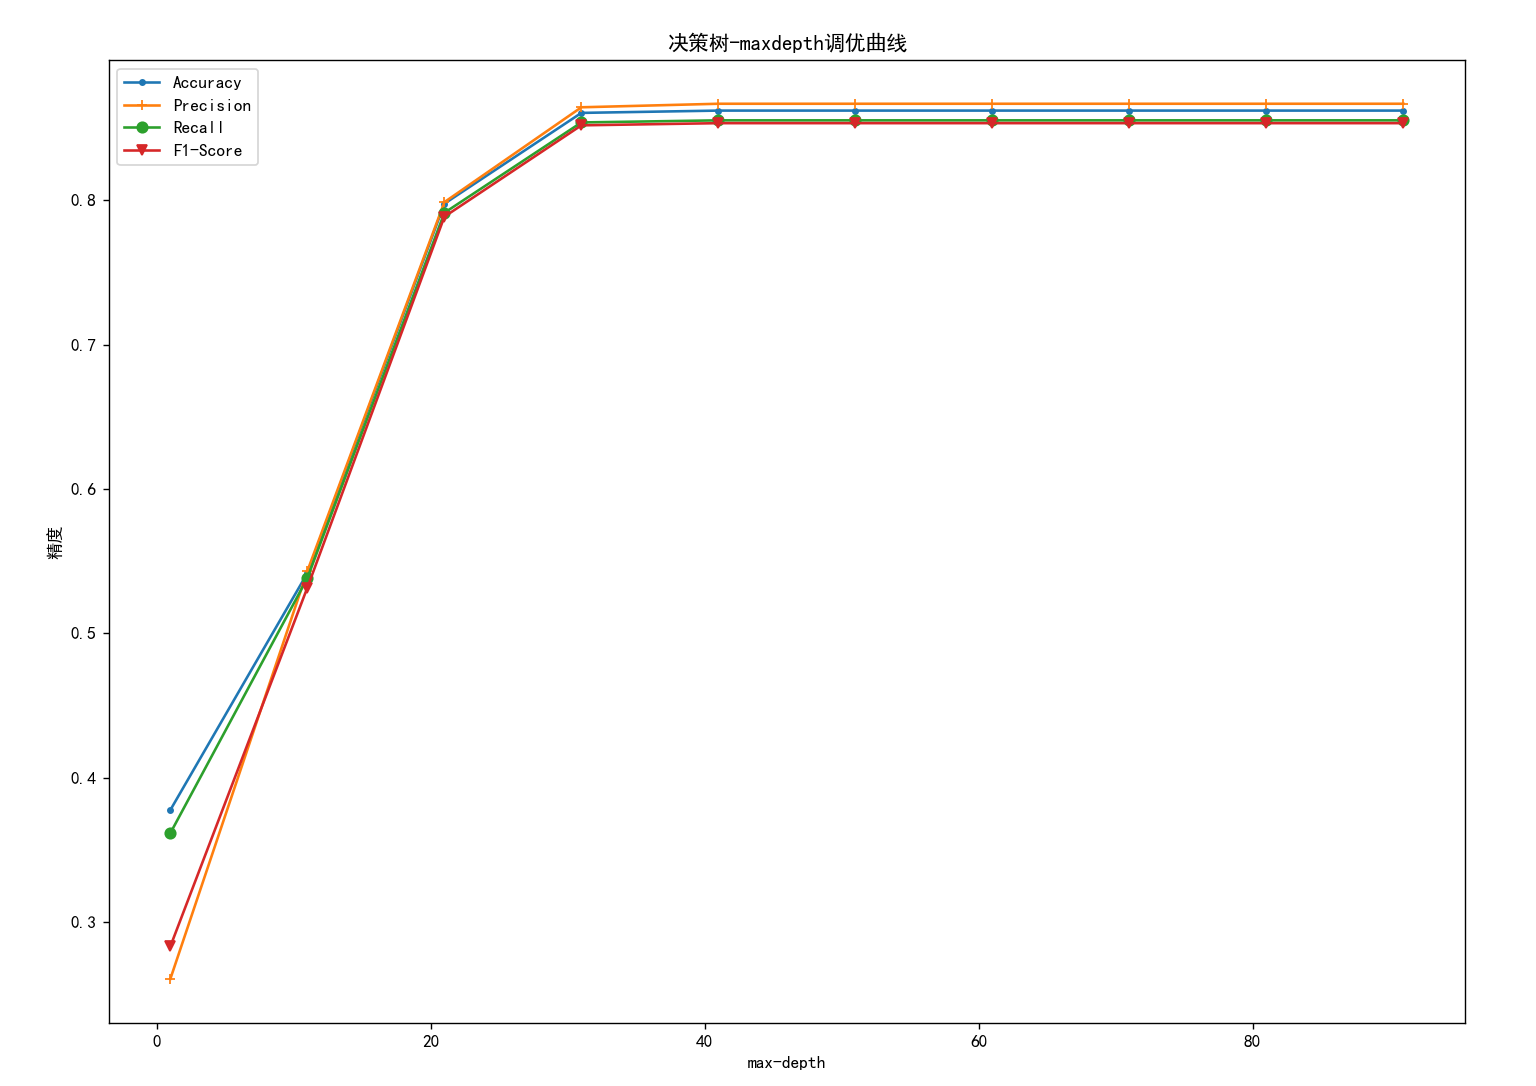 决策树-maxdepth调优曲线
Accuracy
Precision
Recall
F1-Score
0.8
0.7
0.6
0.5
0.4
0.3
精度
0 20 40 60 80
max-depth